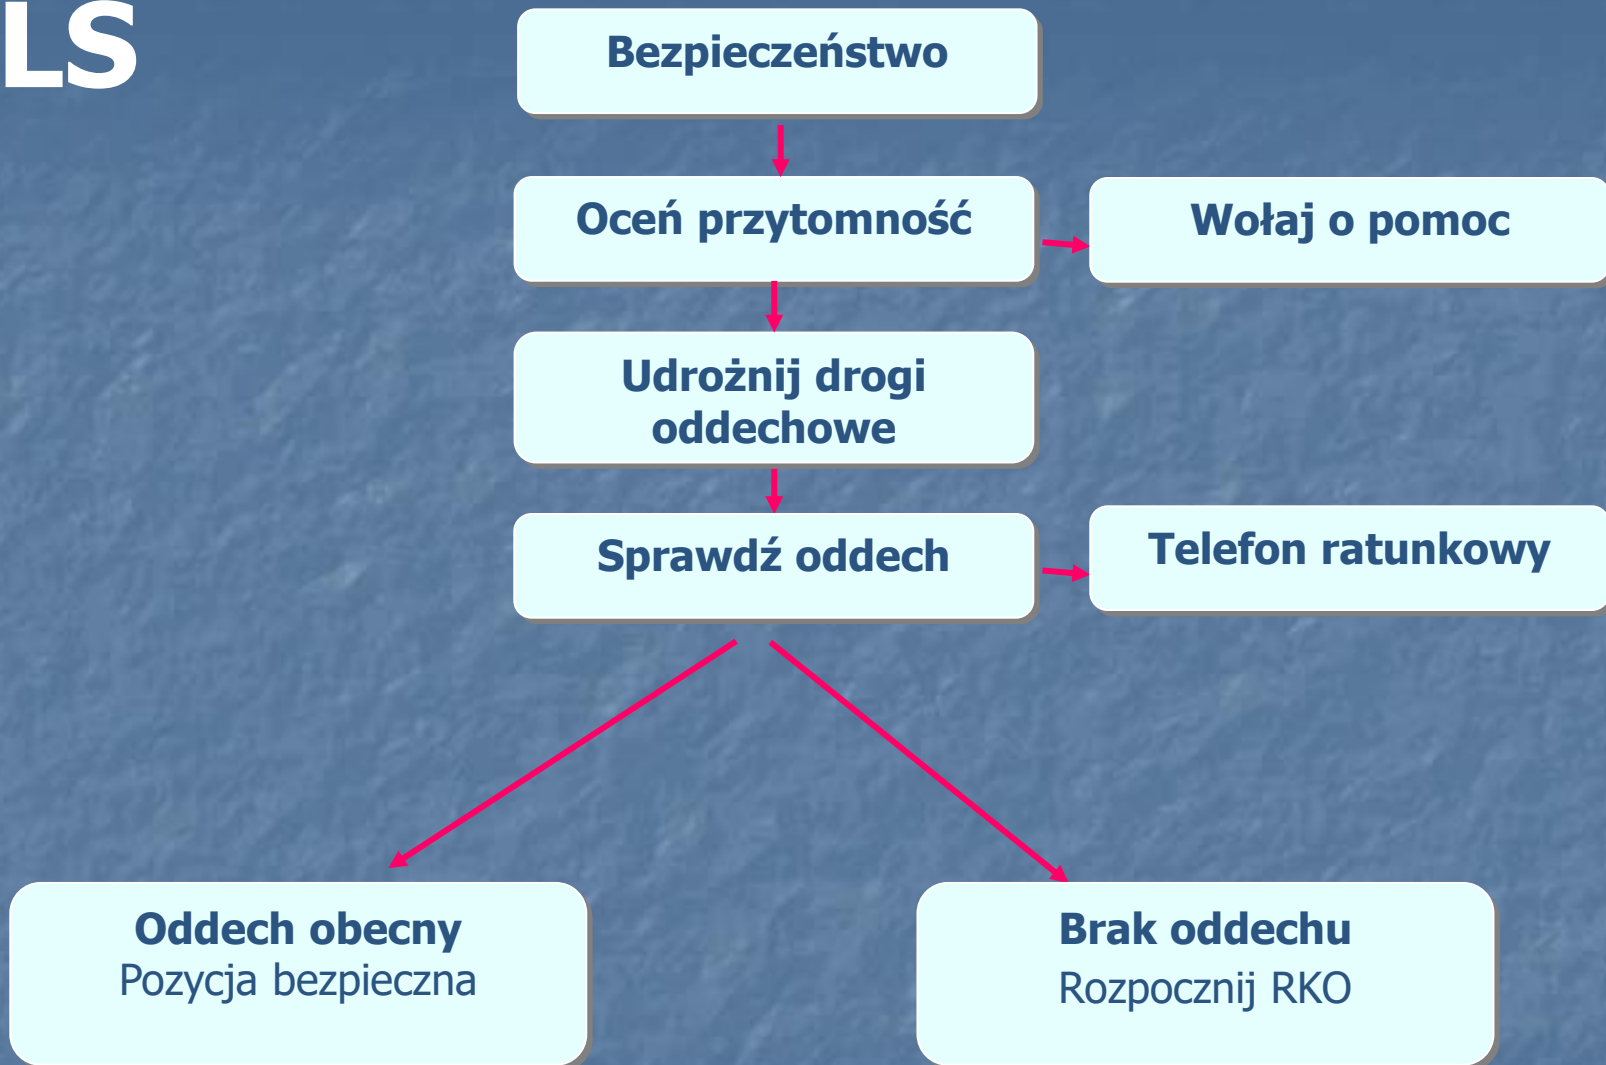 LS
Bezpieczeństwo
Oceń przytomność
Wołaj o pomoc
Udrożnij drogi
oddechowe
Sprawdź oddech
Telefon ratunkowy
Oddech obecny
Pozycja bezpieczna
Brak oddechu
Rozpocznij RKO